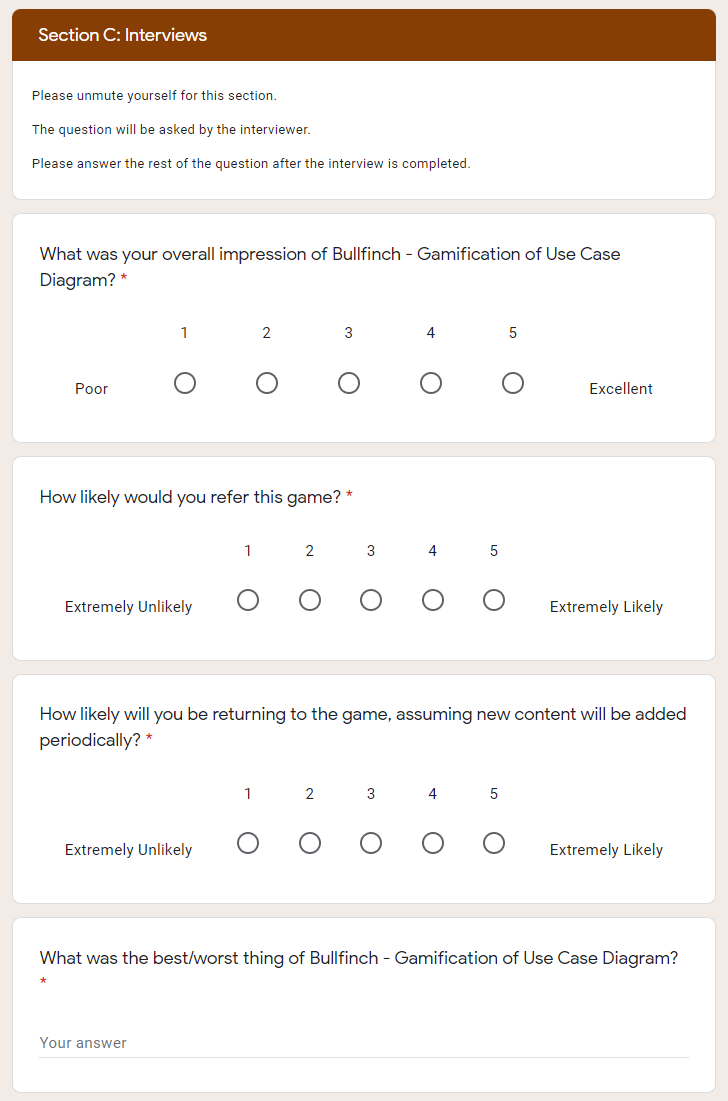 Section C: Interviews
Please unmute yourself for this section.
The question will be asked by the interviewer.
Please answer the rest of the question after the interview is completed.
What was your overall impression of Bullfinch - Gamification of Use Case
Diagram? *
1 2 3 4 5
Poor Excellent
How likely would you refer this game? *
1 2 3 4 5
Extremely Unlikely Extremely Likely
How likely will you be returning to the game, assuming new content will be added
periodically? *
1 2 3 4 5
Extremely Unlikely Extremely Likely
What was the best/worst thing of Bullfinch - Gamification of Use Case Diagram?
*
Your answer